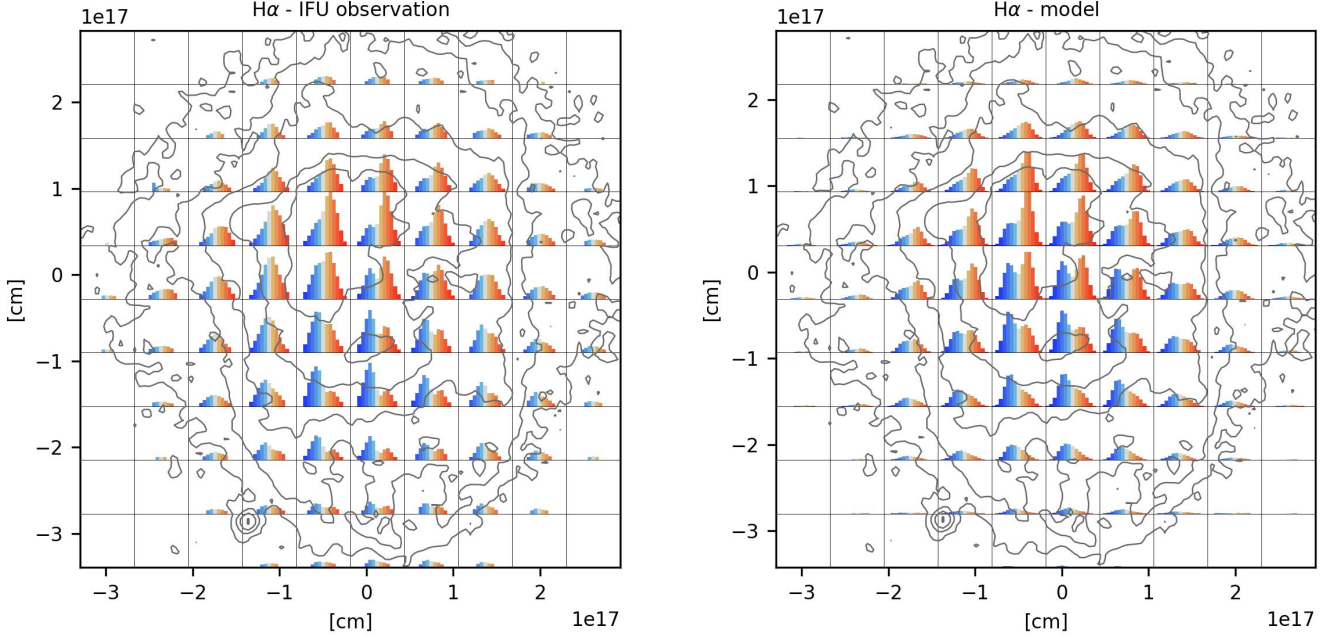 Hα - IFU observation
1e17
2
1
0
−1
−2
−3
[cm]
−3 −2 −1 0 1 2
[cm]
1e17
Hα - model
1e17
2
1
0
−1
−2
−3
[cm]
−3 −2 −1 0 1 2
[cm]
1e17